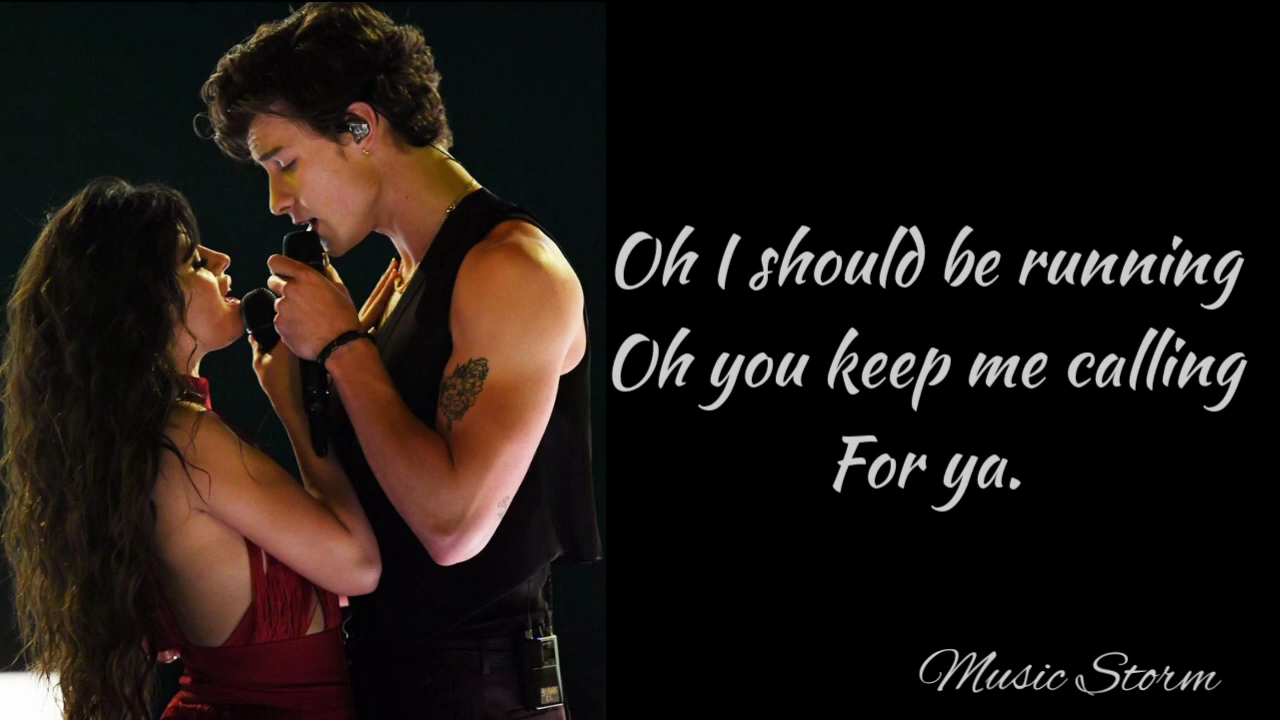 Oh I should be running
Oh you keep me calling
For ya.
Music Storm